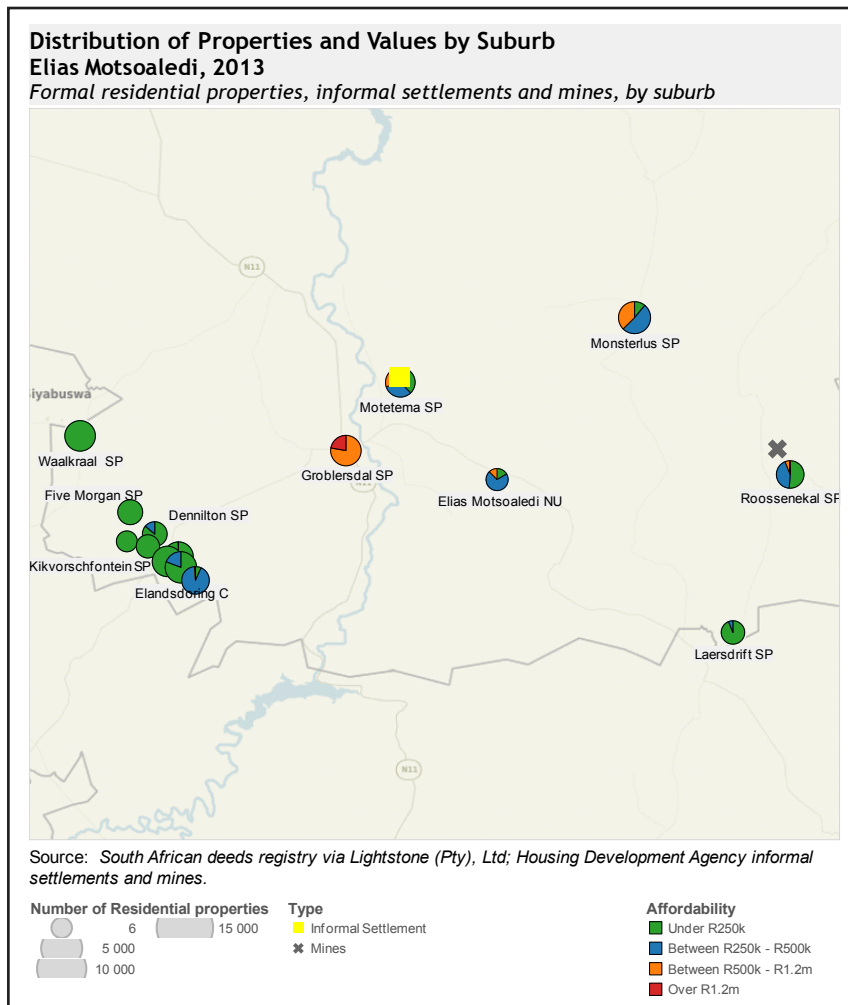 Distribution of Properties and Values by Suburb
Elias Motsoaledi, 2013
Formal residential properties, informal settlements and mines, by suburb
N11
Monsterlus SP
Motetema SP
Siyabuswa
Waalkraal SP
Groblersdal SP
Elias Motsoaledi NU
Roossenekal SP
Five Morgan SP
Dennilton SP
Kikvorschfontein SP
Elandsdoring C
Laersdrift SP
N11
Source: South African deeds registry via Lightstone (Pty), Ltd; Housing Development Agency informal
settlements and mines.
Number of Residential properties
6
5 000
10 000
15 000
Type
Informal Settlement
Mines
Affordability
Under R250k
Between R250k - R500k
Between R500k - R1.2m
Over R1.2m